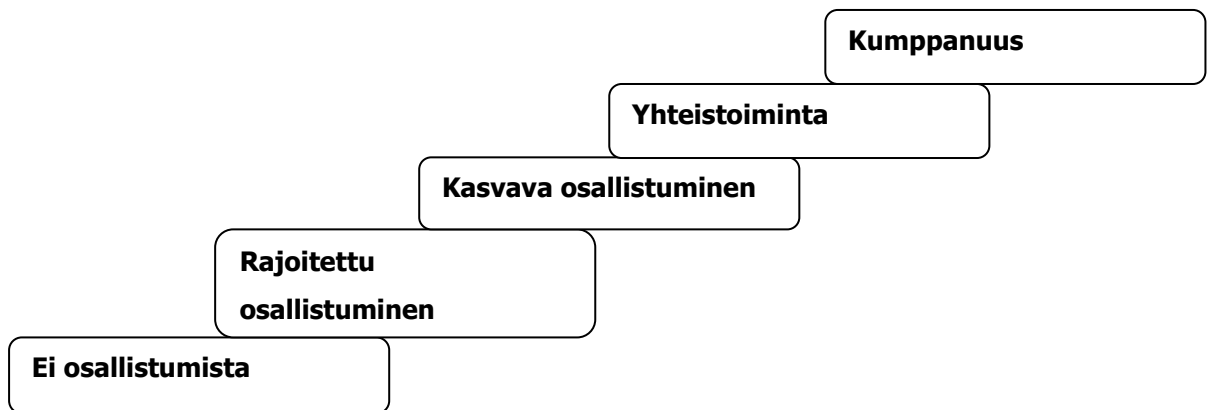 Kumppanuus
Yhteistoiminta
Kasvava osallistuminen
Rajoitettu
osallistuminen
Ei osallistumista